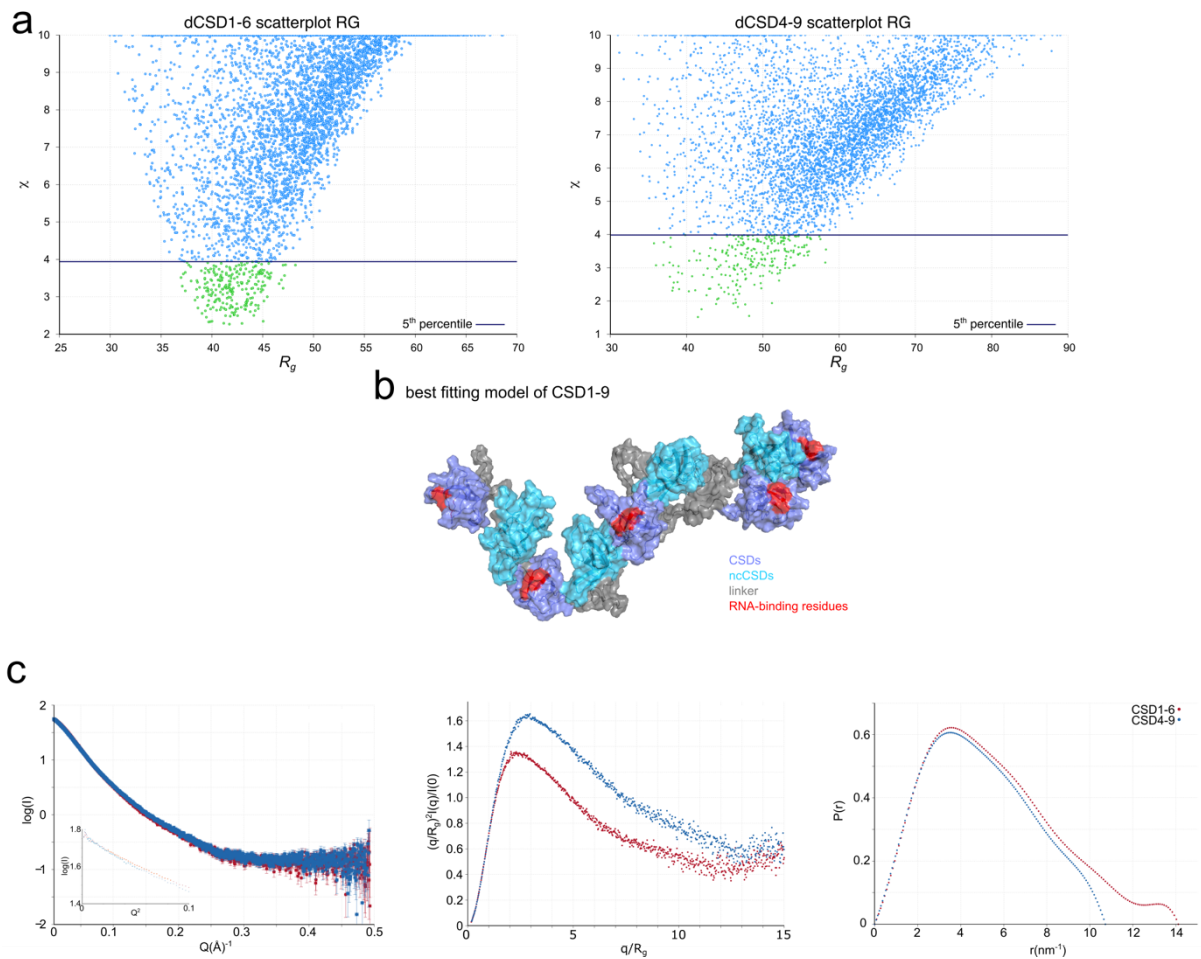 a
dCSD1-6 scatterplot RG
10
9
8
7
6
5
4
3
2
χ
25 30 35 40 45 50 55 60 65 70
Rg
5th percentile
dCSD4-9 scatterplot RG
10
9
8
7
6
5
4
3
2
1
χ
30 40 50 60 70 80 90
Rg
5th percentile
b
best fitting model of CSD1-9
CSDs
ncCSDs
linker
RNA-binding residues
c
2
1
0
-1
-2
log(I)
0 0.1 0.2 0.3 0.4 0.5
Q(Å)-1
1.8
1.6
1.4
log(I)
0 0.1
Q2
1.6
1.4
1.2
1.0
0.8
0.6
0.4
0.2
0
(q/Rg)2I(q)/I(0)
0 5 10 15
q/Rg
CSD1-6
CSD4-9
0.6
0.4
0.2
0
P(r)
0 2 4 6 8 10 12 14
r(nm-1)